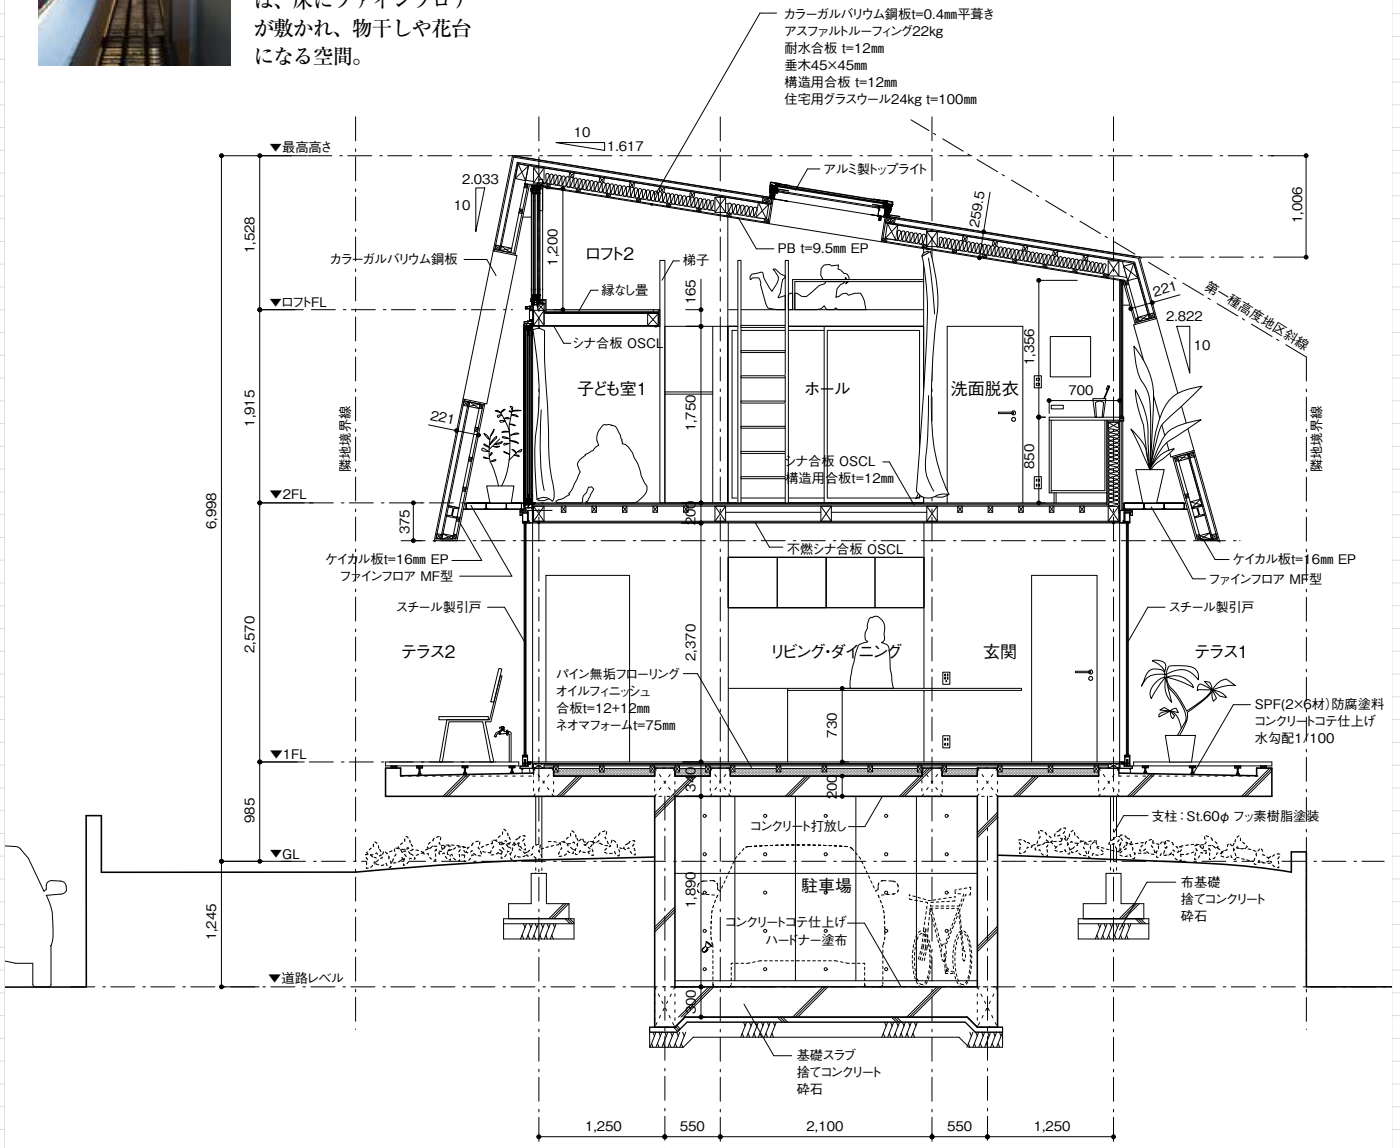 は、床にファインフロア
が敷かれ、物干しや花台
になる空間。
カラーガルバリウム鋼板t=0.4㎜平葺き
アスファルトルーフィング22kg
耐水合板 t=12㎜
垂木45×45㎜
構造用合板 t=12㎜
住宅用グラスウール24kg t=100㎜
▼最高高さ
10
1.617
アルミ製トップライト
2.033
10
259.5
1,006
1,528
1,200
カラーガルバリウム鋼板
ロフト2
梯子
PB t=9.5㎜ EP
縁なし畳
165
221
第一種高度地区斜線
▼ロフトFL
2.822
10
シナ合板 OSCL
1,356
子ども室1
ホール
洗面脱衣
700
1,915
221
1,750
隣地境界線
隣地境界線
850
シナ合板 OSCL
構造用合板t=12㎜
▼2FL
6,998
375
200
不燃シナ合板 OSCL
ケイカル板t=16㎜ EP
ファインフロア MF型
ケイカル板t=16㎜ EP
ファインフロア MF型
スチール製引戸
スチール製引戸
2,570
2,370
テラス2
リビング・ダイニング
玄関
テラス1
パイン無垢フローリング
オイルフィニッシュ
合板t=12+12㎜
ネオマフォームt=75㎜
730
SPF(2×6材)防腐塗料
コンクリートコテ仕上げ
水勾配1/100
▼1FL
340
200
985
コンクリート打放し
支柱：St.60φ フッ素樹脂塗装
▼GL
1,890
駐車場
布基礎
捨てコンクリート
砕石
1,245
コンクリートコテ仕上げ
ハードナー塗布
▼道路レベル
300
基礎スラブ
捨てコンクリート
砕石
1,250
550
2,100
550
1,250